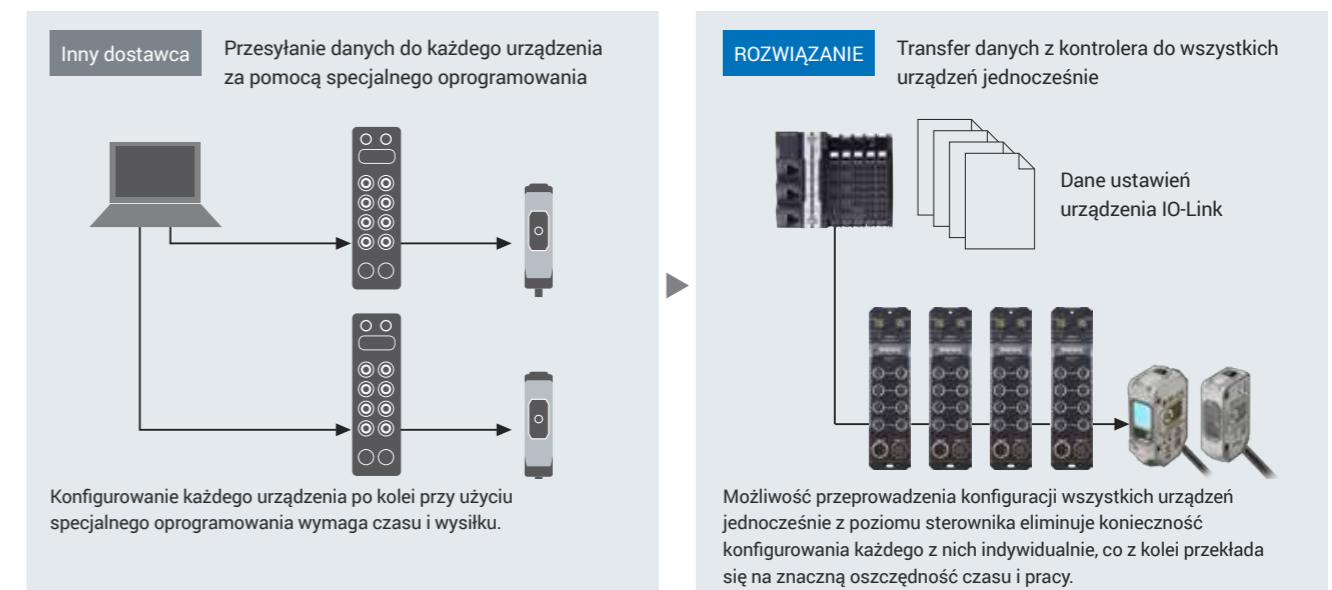 Inny dostawca
Przesyłanie danych do każdego urządzenia
za pomocą specjalnego oprogramowania
Konfigurowanie każdego urządzenia po kolei przy użyciu
specjalnego oprogramowania wymaga czasu i wysiłku.
ROZWIĄZANIE
Transfer danych z kontrolera do wszystkich
urządzeń jednocześnie
Dane ustawień
urządzenia IO-Link
Możliwość przeprowadzenia konfiguracji wszystkich urządzeń
jednocześnie z poziomu sterownika eliminuje konieczność
konfigurowania każdego z nich indywidualnie, co z kolei przekłada
się na znaczną oszczędność czasu i pracy.